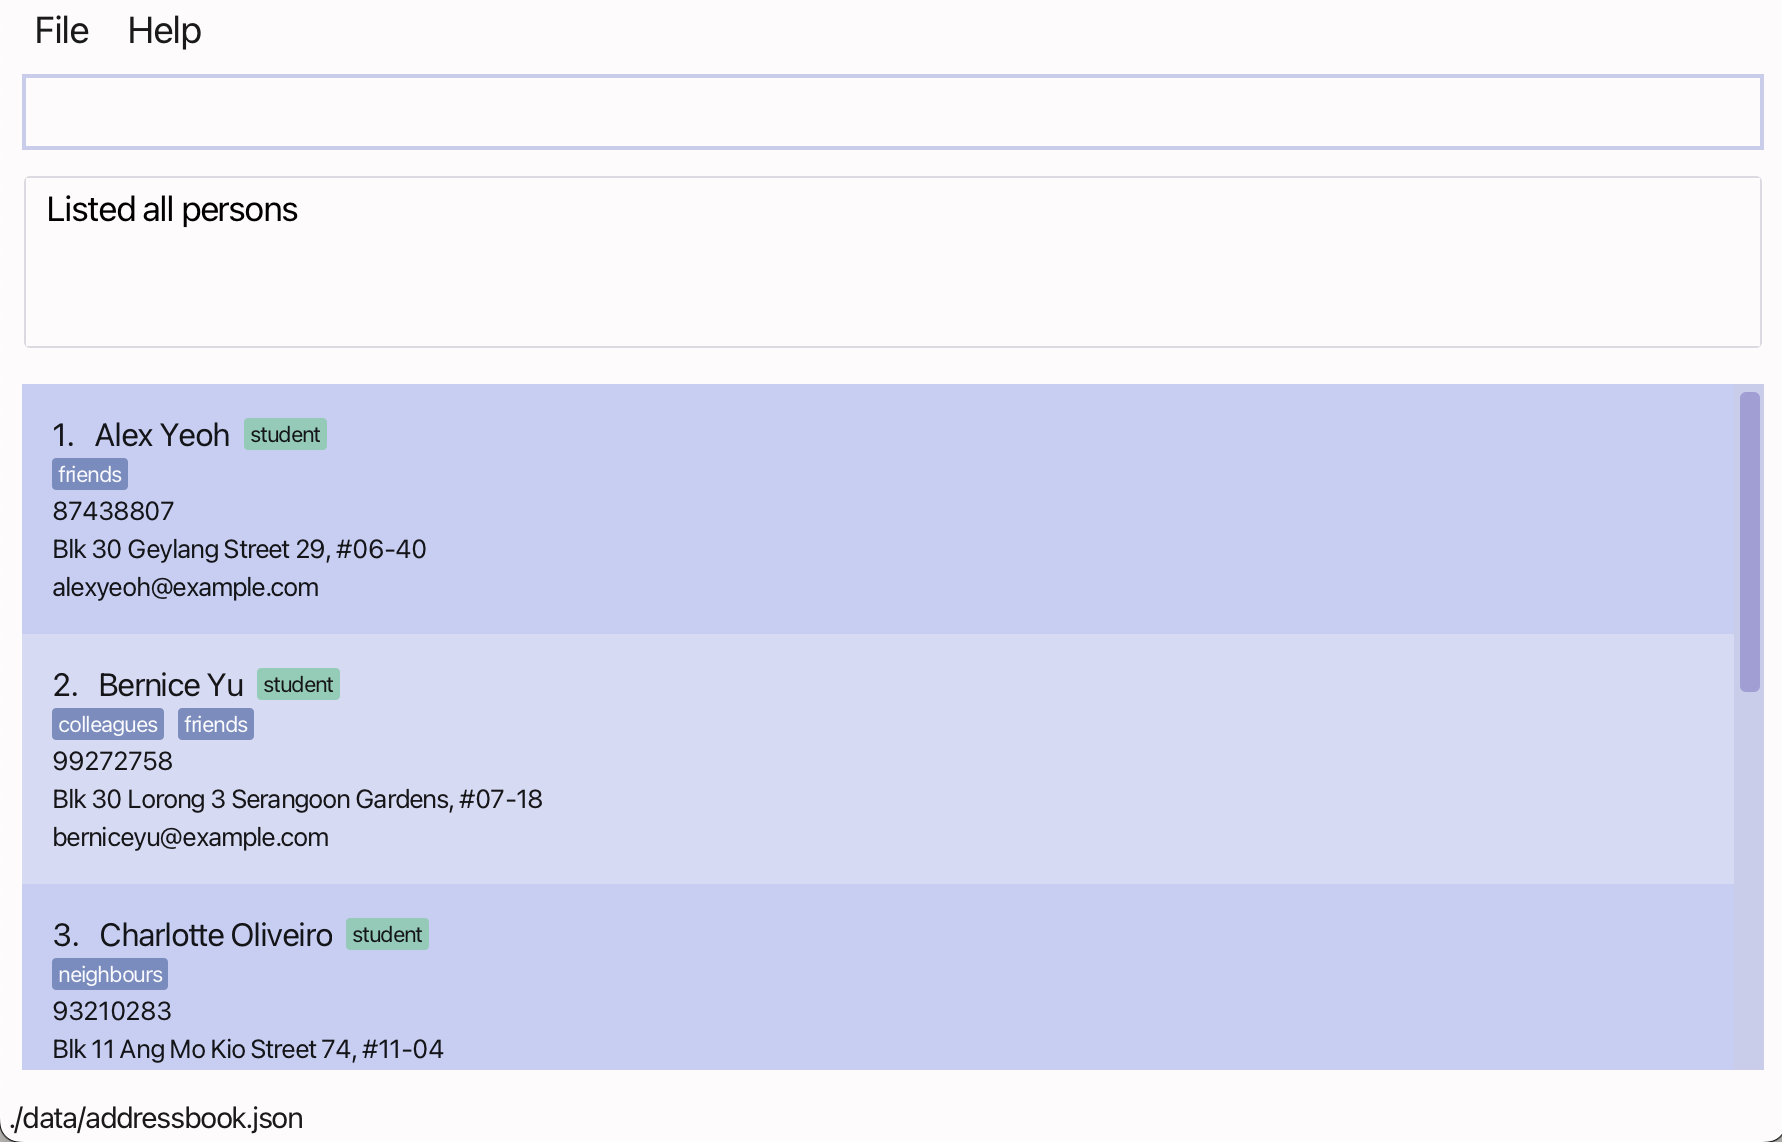 File Help
Listed all persons
1. Alex Yeoh student
friends
87438807
Blk 30 Geylang Street 29, #06-40
alexyeoh@example.com
2. Bernice Yu student
colleagues friends
99272758
Blk 30 Lorong 3 Serangoon Gardens, #07-18
berniceyu@example.com
3. Charlotte Oliveiro student
neighbours
93210283
Blk 11 Ang Mo Kio Street 74, #11-04
./data/addressbook.json